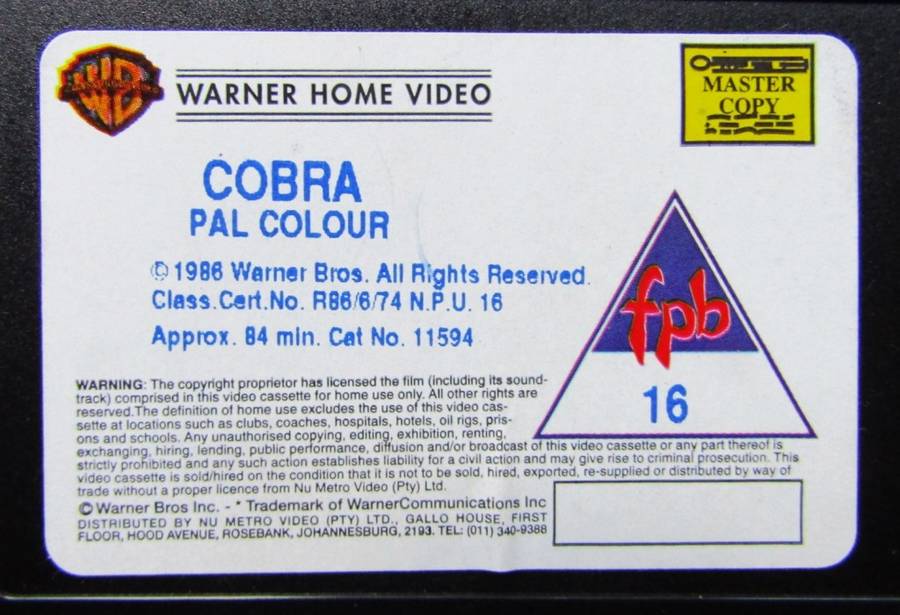 WARNER HOME VIDEO
MASTER
COPY
COBRA
PAL COLOUR
©1986 Warner Bros. All Rights Reserved.
Class.Cert.No. R86/6/74 N.P.U. 16
Approx. 84 min. Cat No. 11594
fpb
16
WARNING: The copyright proprietor has licensed the film (including its sound-
track) comprised in this video cassette for home use only. All other rights are
reserved.The definition of home use excludes the use of this video cas-
sette at locations such as clubs, coaches, hospitals, hotels, oil rigs, pris-
ons and schools. Any unauthorised copying, editing, exhibition, renting,
exchanging, hiring, lending, public performance, diffusion and/or broadcast of this video cassette or any part thereof is
strictly prohibited and any such action establishes liability for a civil action and may give rise to criminal prosecution. This
video cassette is sold/hired on the condition that it is not to be sold, hired, exported, re-supplied or distributed by way of
trade without a proper licence from Nu Metro Video (Pty) Ltd.
© Warner Bros Inc. - * Trademark of WarnerCommunications Inc
DISTRIBUTED BY NU METRO VIDEO (PTY) LTD., GALLO HOUSE, FIRST
FLOOR, HOOD AVENUE, ROSEBANK, JOHANNESBURG, 2193. TEL: (011) 340-9388